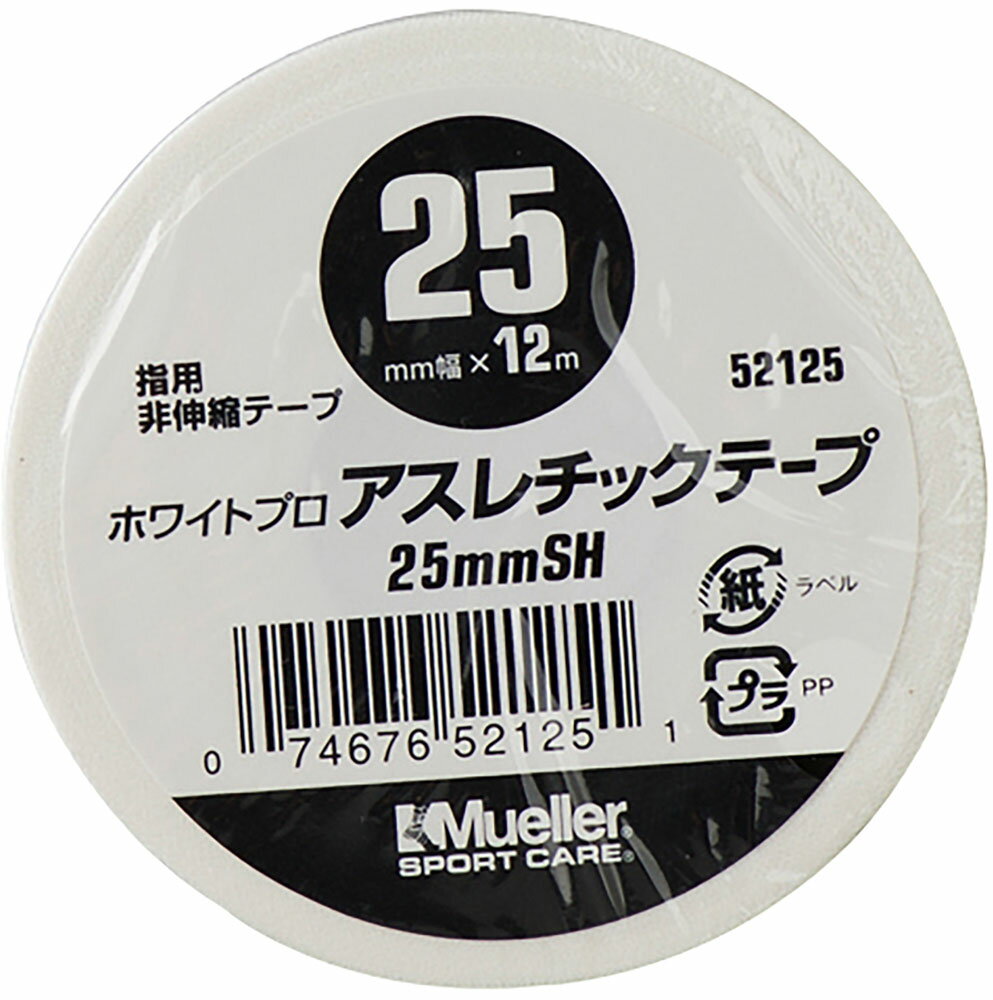 25
mm幅 × 12m
指用
非伸縮テープ
52125
ホワイトプロ アスレチックテープ
25mmSH
紙 ラベル
プラ PP
0 74676 52125 1
Mueller®
SPORT CARE®